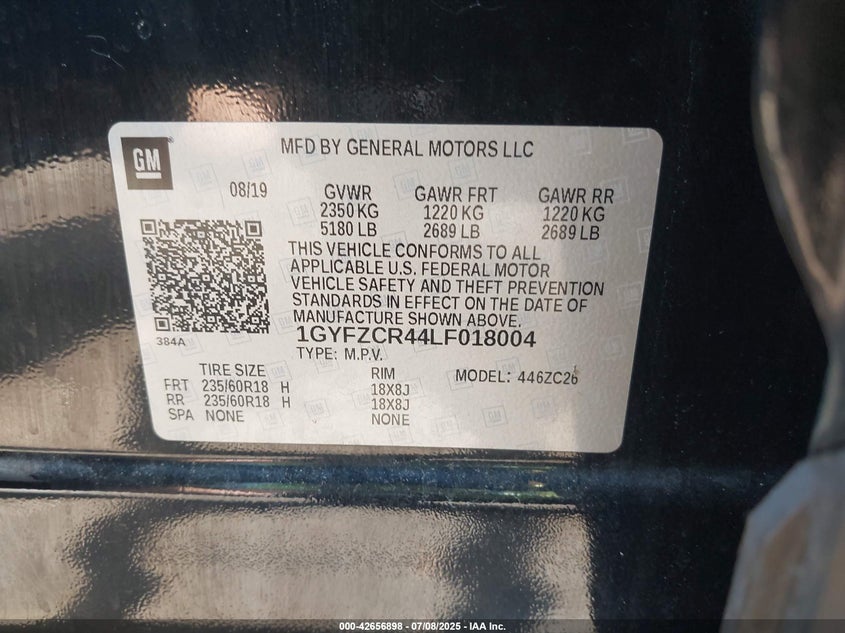 GM
MFD BY GENERAL MOTORS LLC
08/19 GVWR GAWR FRT GAWR RR
2350 KG 1220 KG 1220 KG
5180 LB 2689 LB 2689 LB
THIS VEHICLE CONFORMS TO ALL
APPLICABLE U.S. FEDERAL MOTOR
VEHICLE SAFETY AND THEFT PREVENTION
STANDARDS IN EFFECT ON THE DATE OF
MANUFACTURE SHOWN ABOVE.
384A 1GYFZCR44LF018004
TYPE: M.P.V.
TIRE SIZE RIM MODEL: 446ZC26
FRT 235/60R18 H 18X8J
RR 235/60R18 H 18X8J
SPA NONE NONE
000-42656898 - 07/08/2025 - IAA Inc.